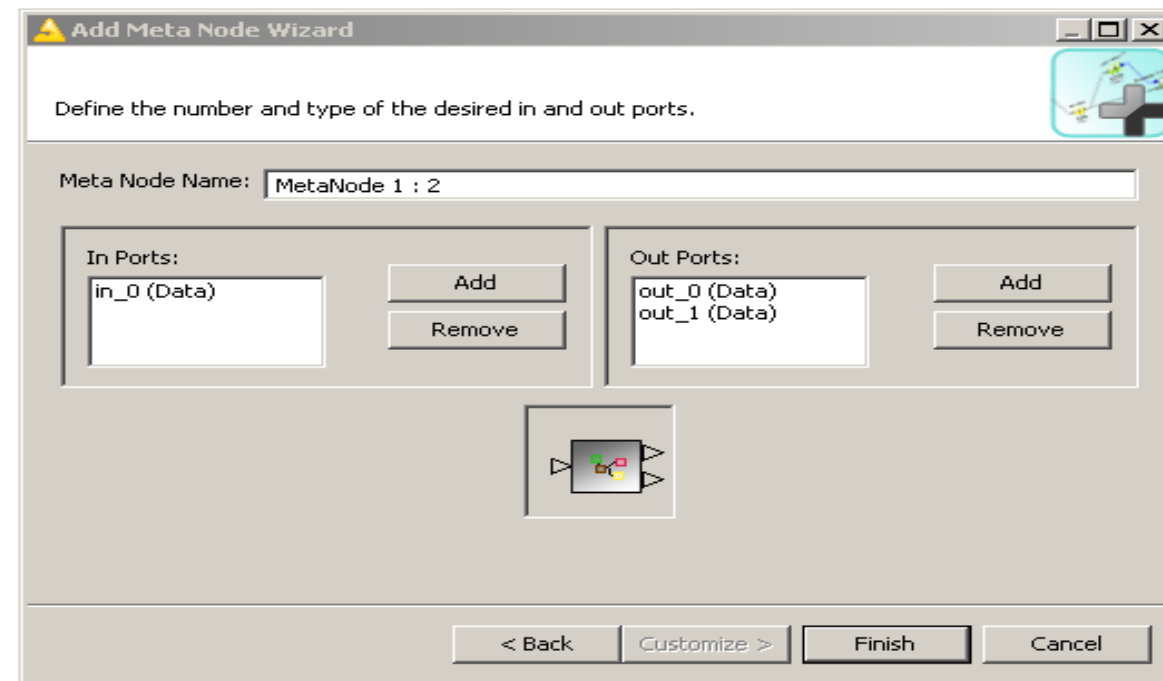 Add Meta Node Wizard
Define the number and type of the desired in and out ports.
Meta Node Name: MetaNode 1 : 2
In Ports:
in_0 (Data)
Add
Remove
Out Ports:
out_0 (Data)
out_1 (Data)
Add
Remove
< Back Customize > Finish Cancel